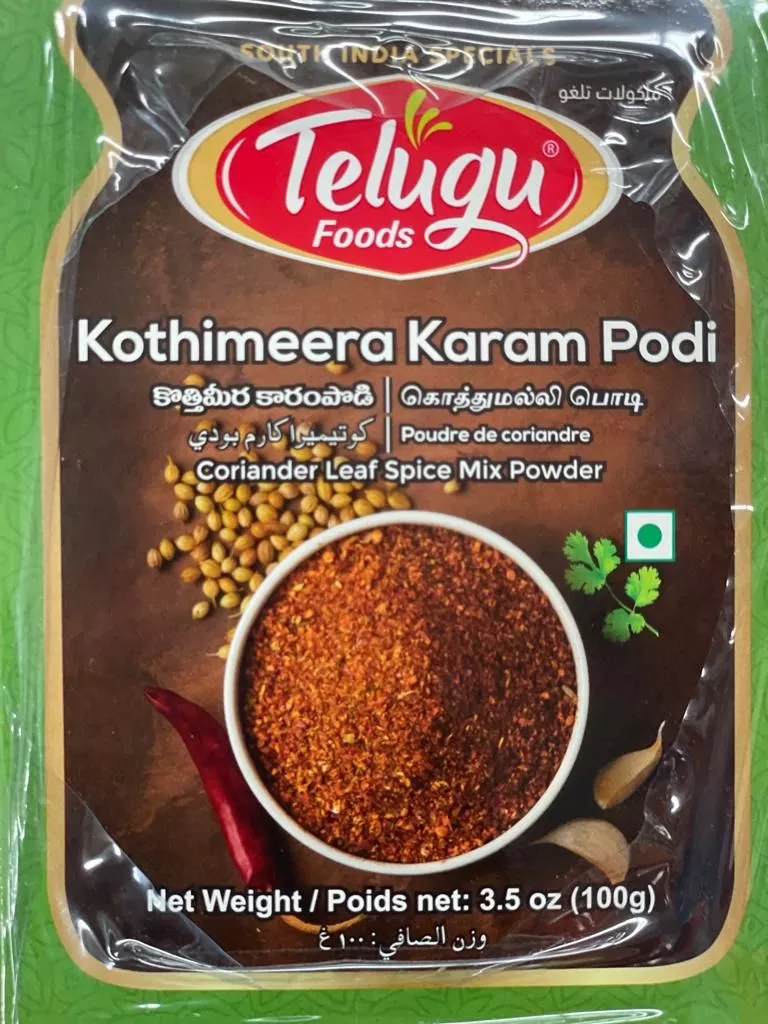 SOUTH INDIA SPECIALS
ماكولات تلغو
Telugu®
Foods
Kothimeera Karam Podi
కొత్తిమీర కారంపొడి | கொத்துமல்லி பொடி
كوتيميرا كارم بودي | Poudre de coriandre
Coriander Leaf Spice Mix Powder
Net Weight / Poids net: 3.5 oz (100g)
وزن الصافي: ١٠٠ غ